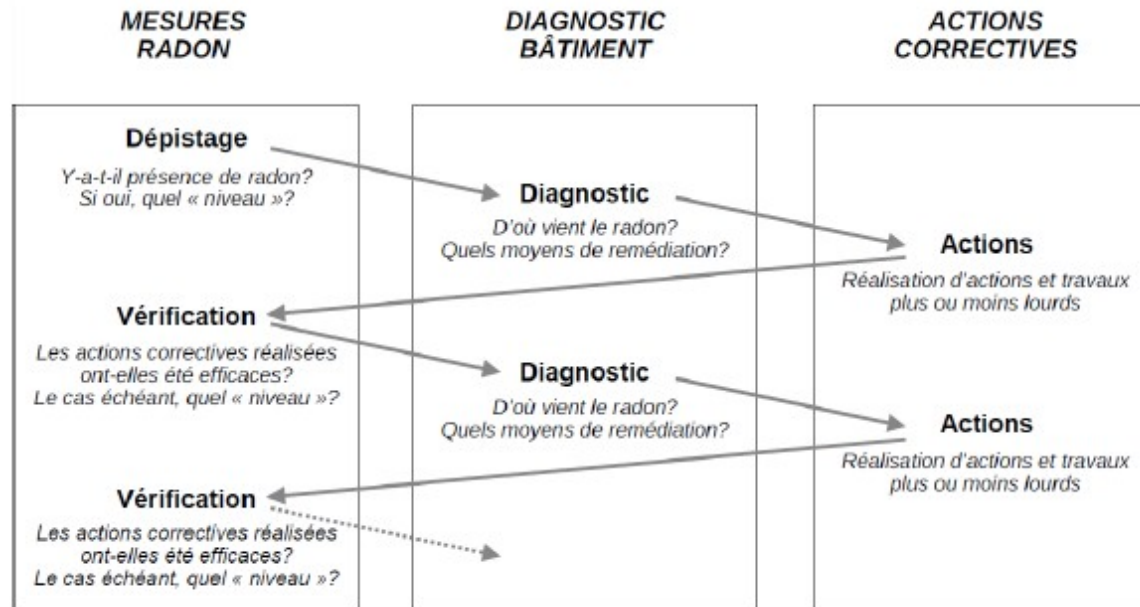 MESURES
RADON
DIAGNOSTIC
BÂTIMENT
ACTIONS
CORRECTIVES
Dépistage
Y-a-t-il présence de radon?
Si oui, quel « niveau »?
Diagnostic
D'où vient le radon?
Quels moyens de remédiation?
Actions
Réalisation d'actions et travaux
plus ou moins lourds
Vérification
Les actions correctives réalisées
ont-elles été efficaces?
Le cas échéant, quel « niveau »?
Diagnostic
D'où vient le radon?
Quels moyens de remédiation?
Actions
Réalisation d'actions et travaux
plus ou moins lourds
Vérification
Les actions correctives réalisées
ont-elles été efficaces?
Le cas échéant, quel « niveau »?